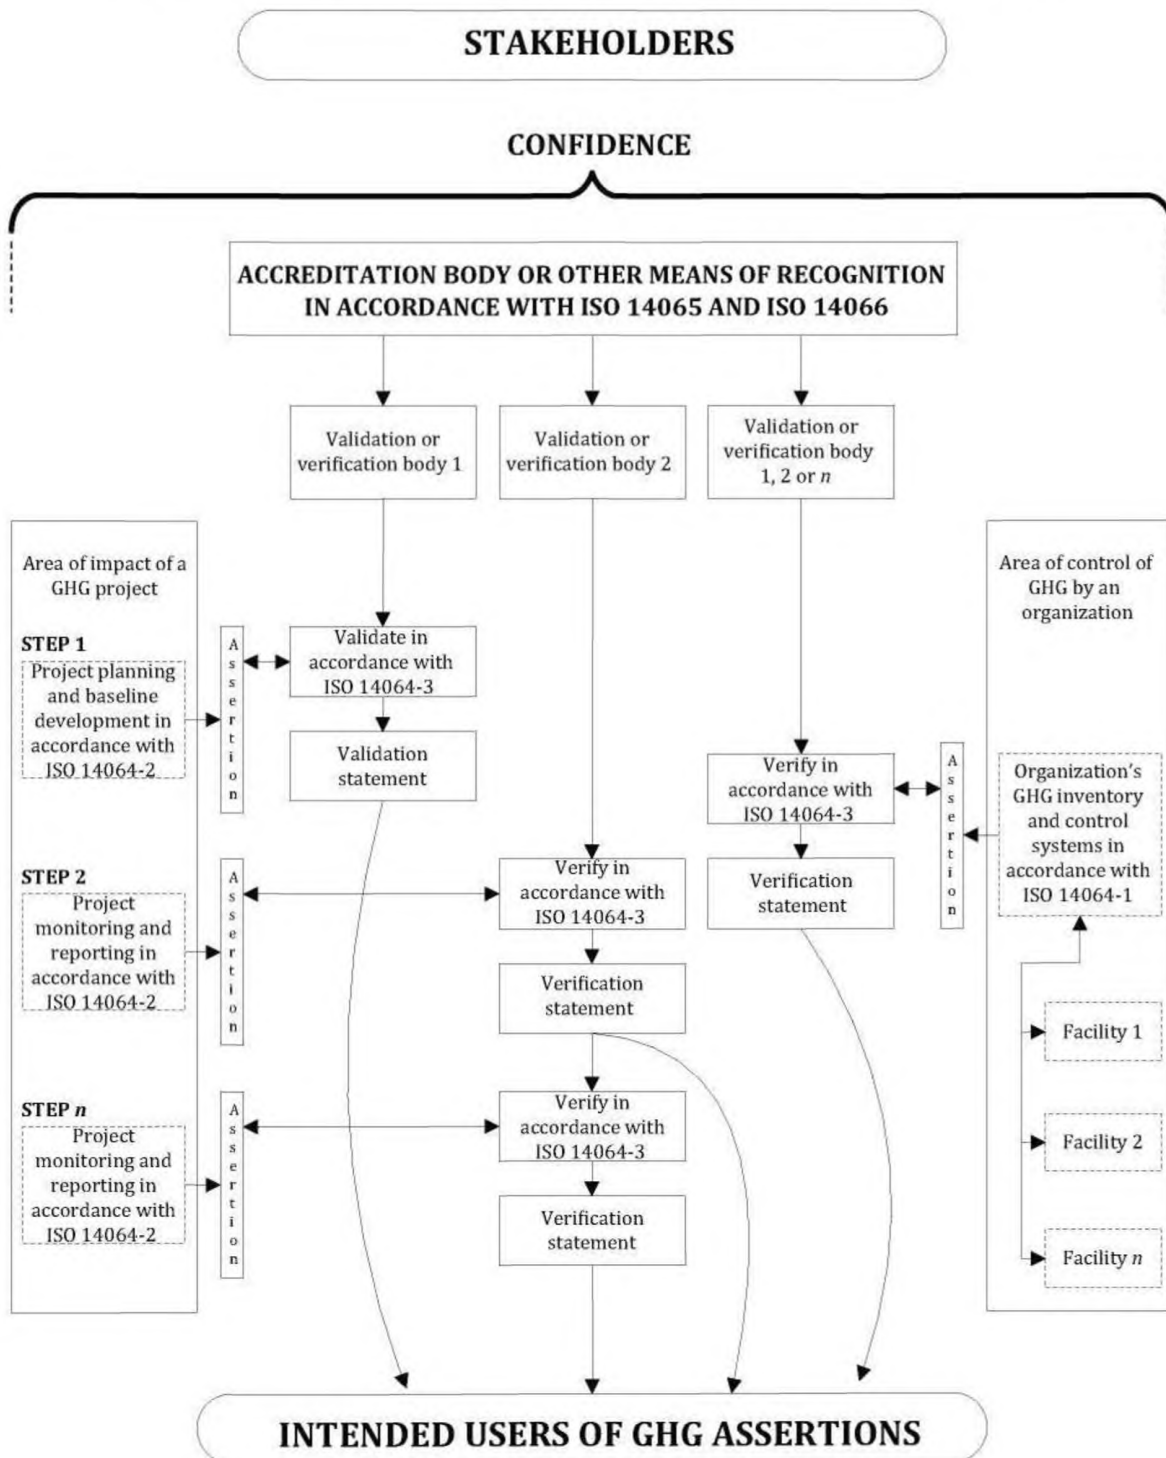 STAKEHOLDERS
CONFIDENCE
ACCREDITATION BODY OR OTHER MEANS OF RECOGNITION
IN ACCORDANCE WITH ISO 14065 AND ISO 14066
Validation or
verification body 1
Validation or
verification body 2
Validation or
verification body
1, 2 or n
Area of impact of a
GHG project
STEP 1
Project planning
and baseline
development in
accordance with
ISO 14064-2
Assertion
Validate in
accordance with
ISO 14064-3
Validation
statement
STEP 2
Project
monitoring and
reporting in
accordance with
ISO 14064-2
Assertion
Verify in
accordance with
ISO 14064-3
Verification
statement
STEP n
Project
monitoring and
reporting in
accordance with
ISO 14064-2
Assertion
Verify in
accordance with
ISO 14064-3
Verification
statement
Verify in
accordance with
ISO 14064-3
Verification
statement
Assertion
Area of control of
GHG by an
organization
Organization's
GHG inventory
and control
systems in
accordance with
ISO 14064-1
Facility 1
Facility 2
Facility n
INTENDED USERS OF GHG ASSERTIONS